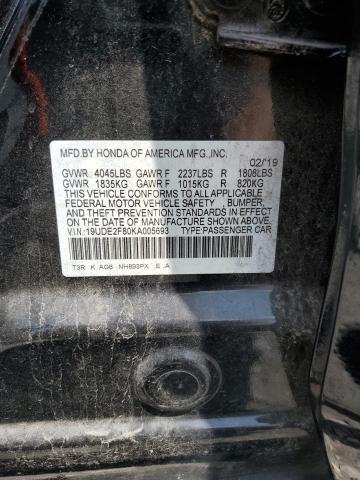 MFD.BY HONDA OF AMERICA MFG.,INC.
02/19
GVWR 4045LBS GAWR F 2237LBS R 1808LBS
GVWR 1835KG GAWR F 1015KG R 820KG
THIS VEHICLE CONFORMS TO ALL APPLICABLE
FEDERAL MOTOR VEHICLE SAFETY , BUMPER,
AND THEFT PREVENTION STANDARDS IN EFFECT
ON THE DATE OF MANUFACTURE SHOWN ABOVE.
V.I.N:19UDE2F80KA005693 TYPE:PASSENGER CAR
T3R K AG6 NH893PX E .A